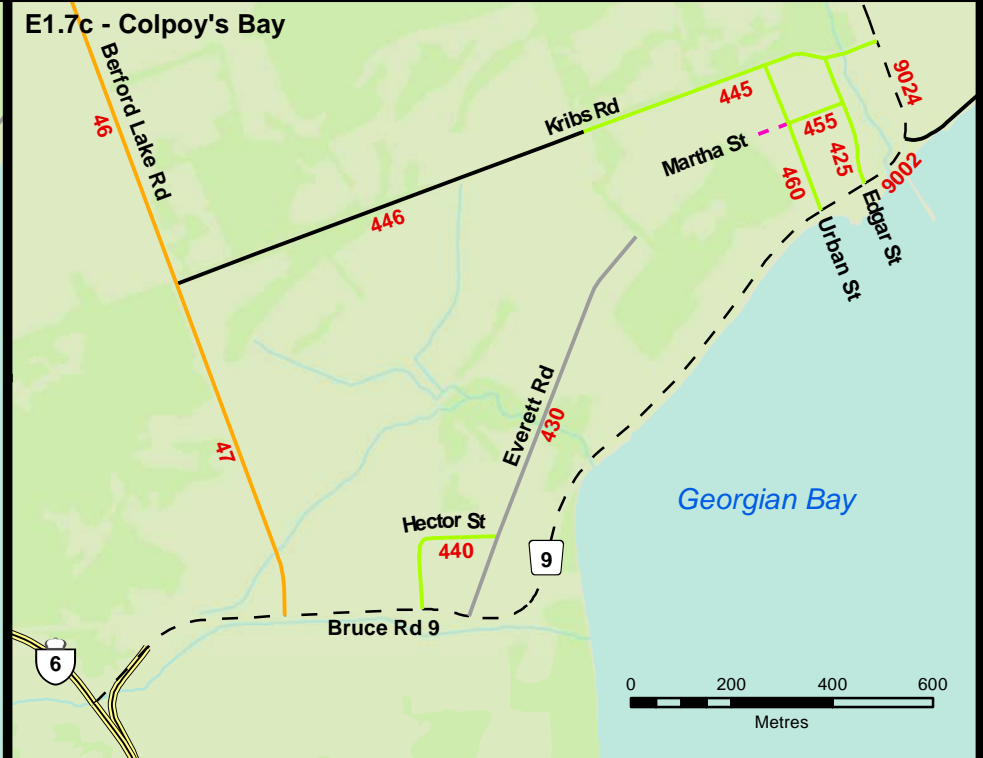 E1.7c - Colpoy's Bay
Berford Lake Rd
46
9024
445
Kribs Rd
455
Martha St
425
9002
460
446
Edgar St
Urban St
Everett Rd
430
47
Georgian Bay
Hector St
440
9
Bruce Rd 9
6
0 200 400 600
Metres